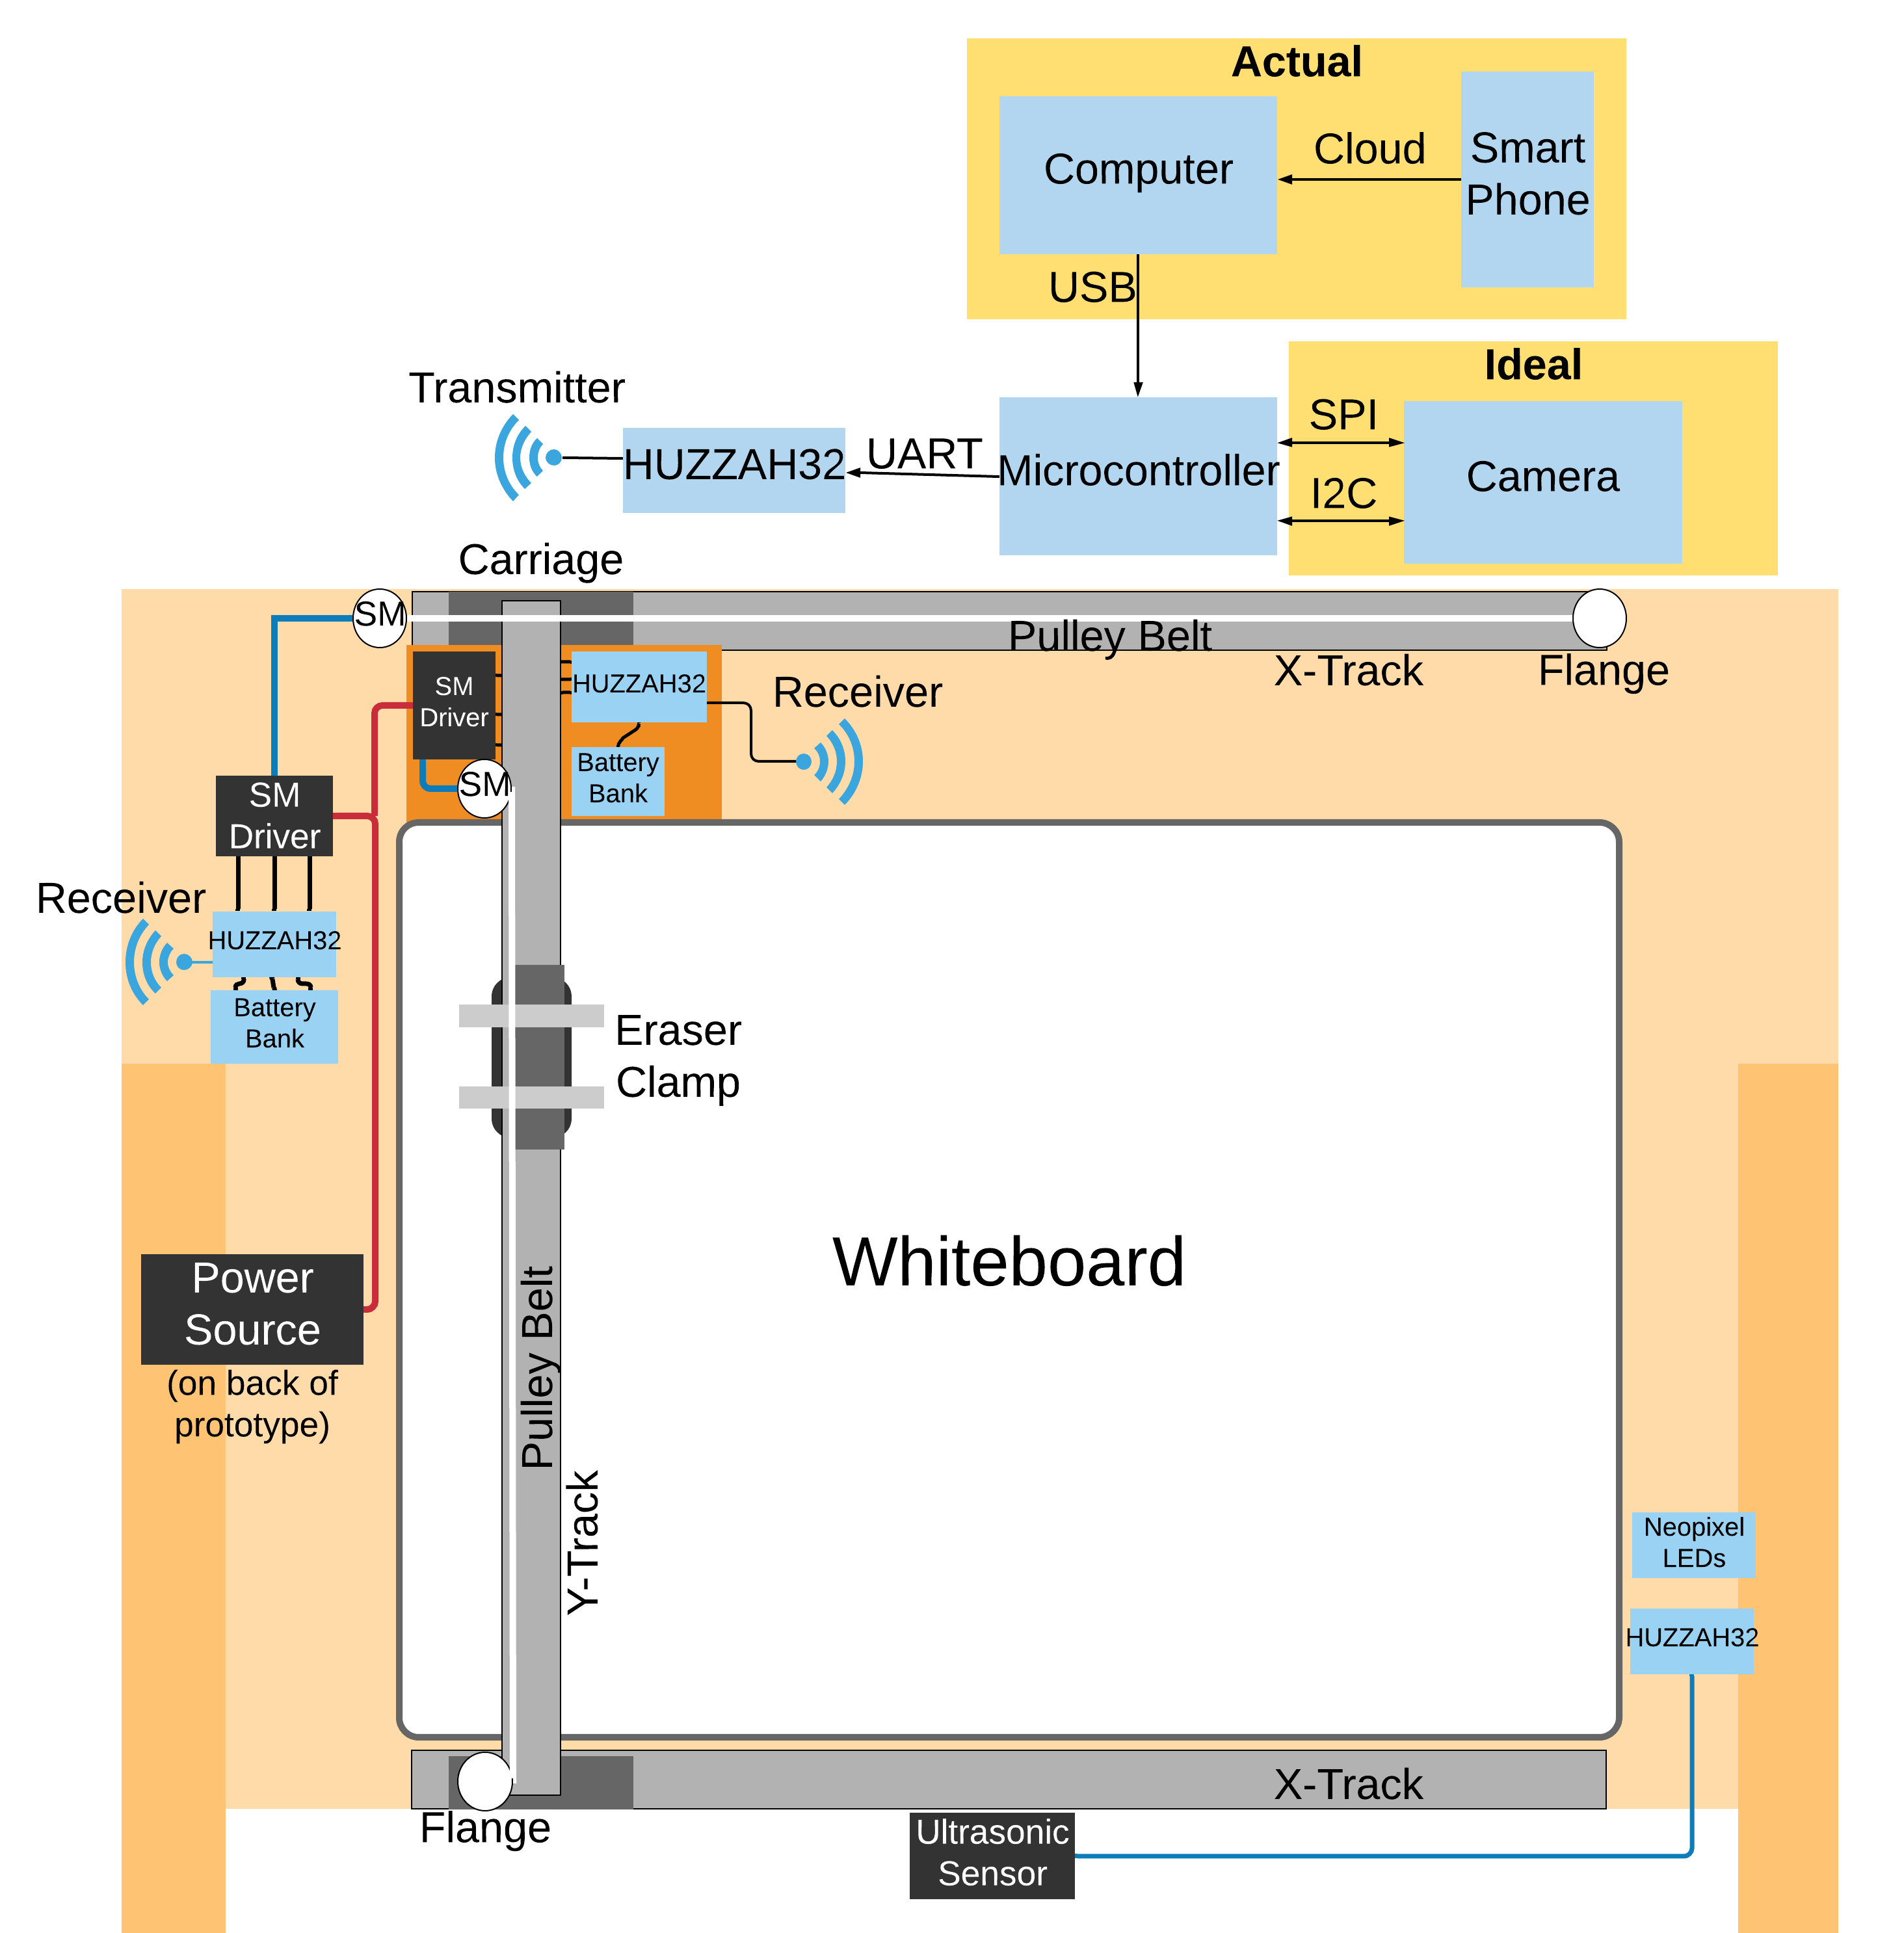 Actual
Computer
Cloud
Smart
Phone
USB
Ideal
Transmitter
HUZZAH32
UART
Microcontroller
SPI
I2C
Camera
Carriage
SM
Pulley Belt
X-Track
Flange
SM
Driver
HUZZAH32
Receiver
Battery
Bank
SM
SM
Driver
Receiver
HUZZAH32
Battery
Bank
Eraser
Clamp
Whiteboard
Power
Source
(on back of
prototype)
Pulley Belt
Y-Track
Neopixel
LEDs
HUZZAH32
X-Track
Flange
Ultrasonic
Sensor